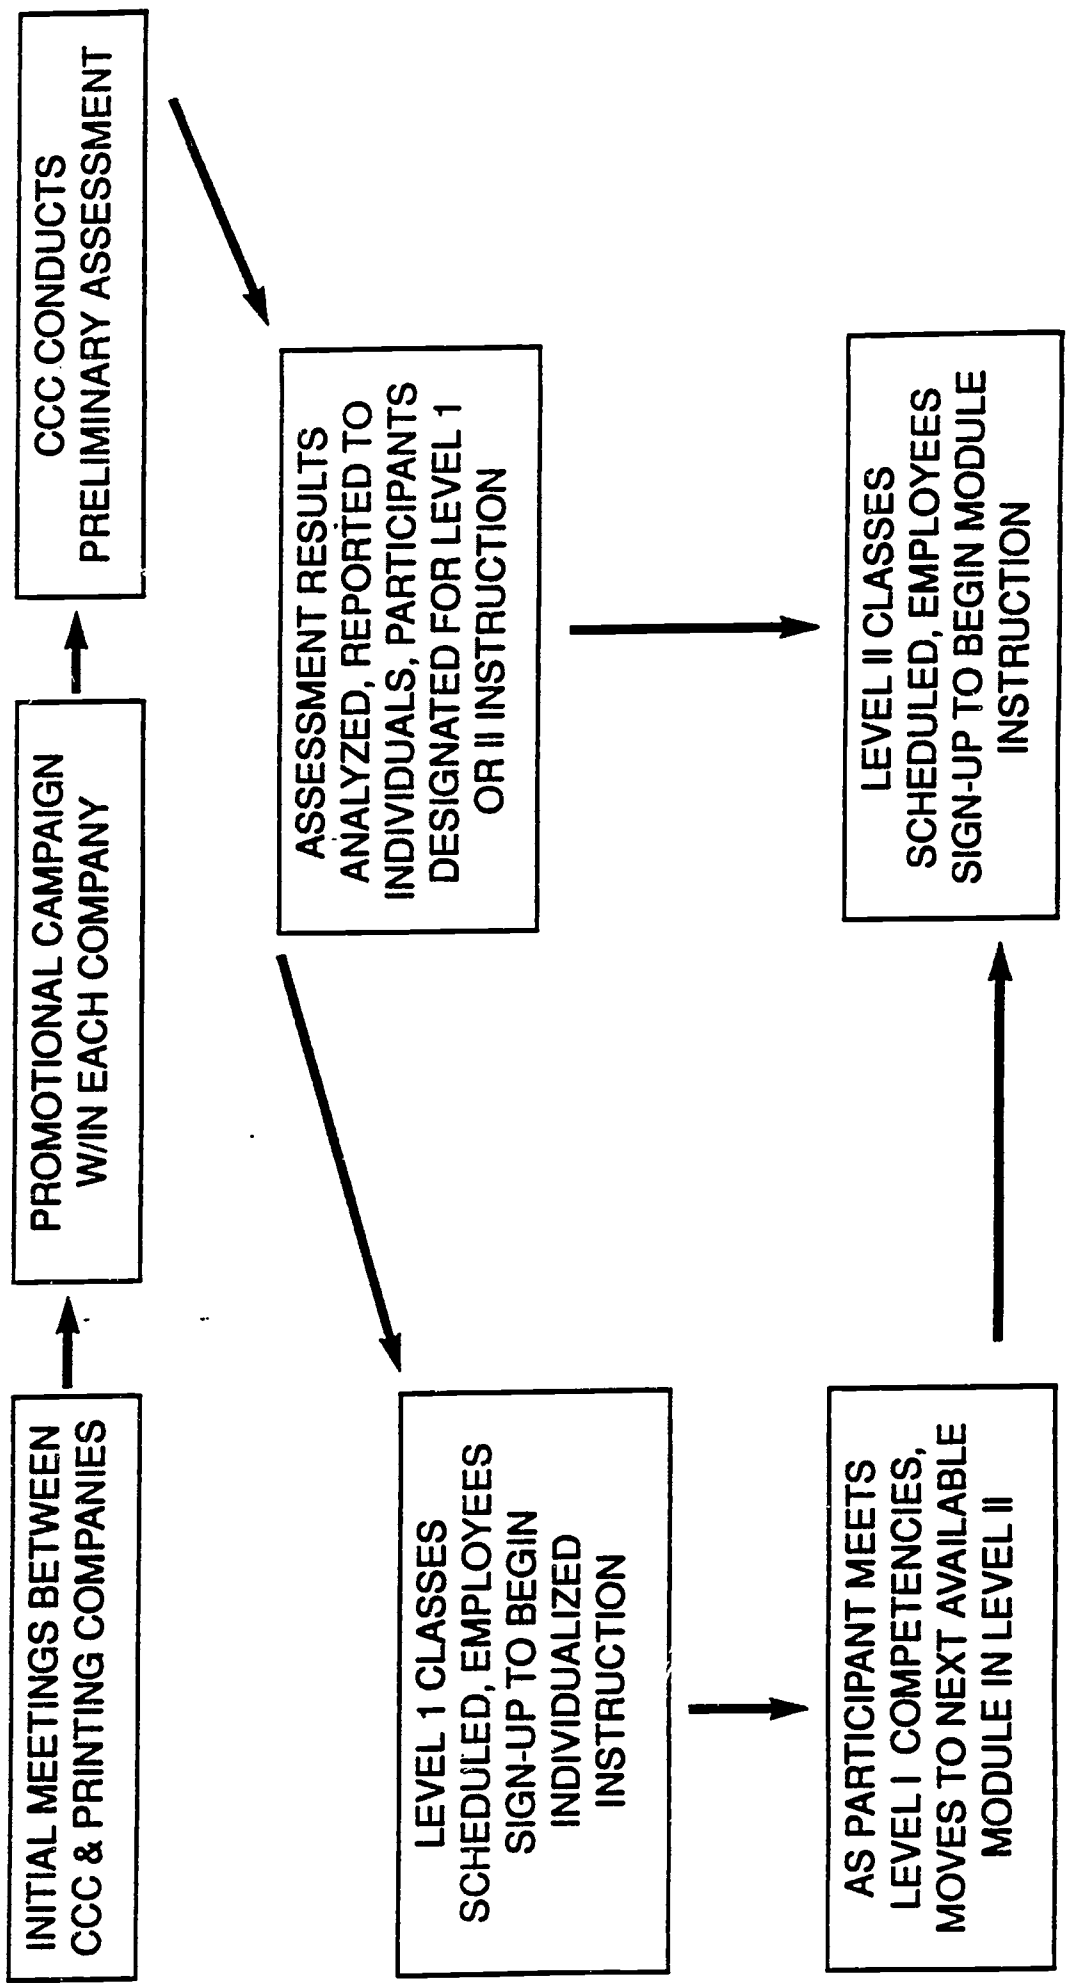 INITIAL MEETINGS BETWEEN
CCC & PRINTING COMPANIES
PROMOTIONAL CAMPAIGN
W/IN EACH COMPANY
CCC CONDUCTS
PRELIMINARY ASSESSMENT
ASSESSMENT RESULTS
ANALYZED, REPORTED TO
INDIVIDUALS, PARTICIPANTS
DESIGNATED FOR LEVEL 1
OR II INSTRUCTION
LEVEL 1 CLASSES
SCHEDULED, EMPLOYEES
SIGN-UP TO BEGIN
INDIVIDUALIZED
INSTRUCTION
AS PARTICIPANT MEETS
LEVEL I COMPETENCIES,
MOVES TO NEXT AVAILABLE
MODULE IN LEVEL II
LEVEL II CLASSES
SCHEDULED, EMPLOYEES
SIGN-UP TO BEGIN MODULE
INSTRUCTION